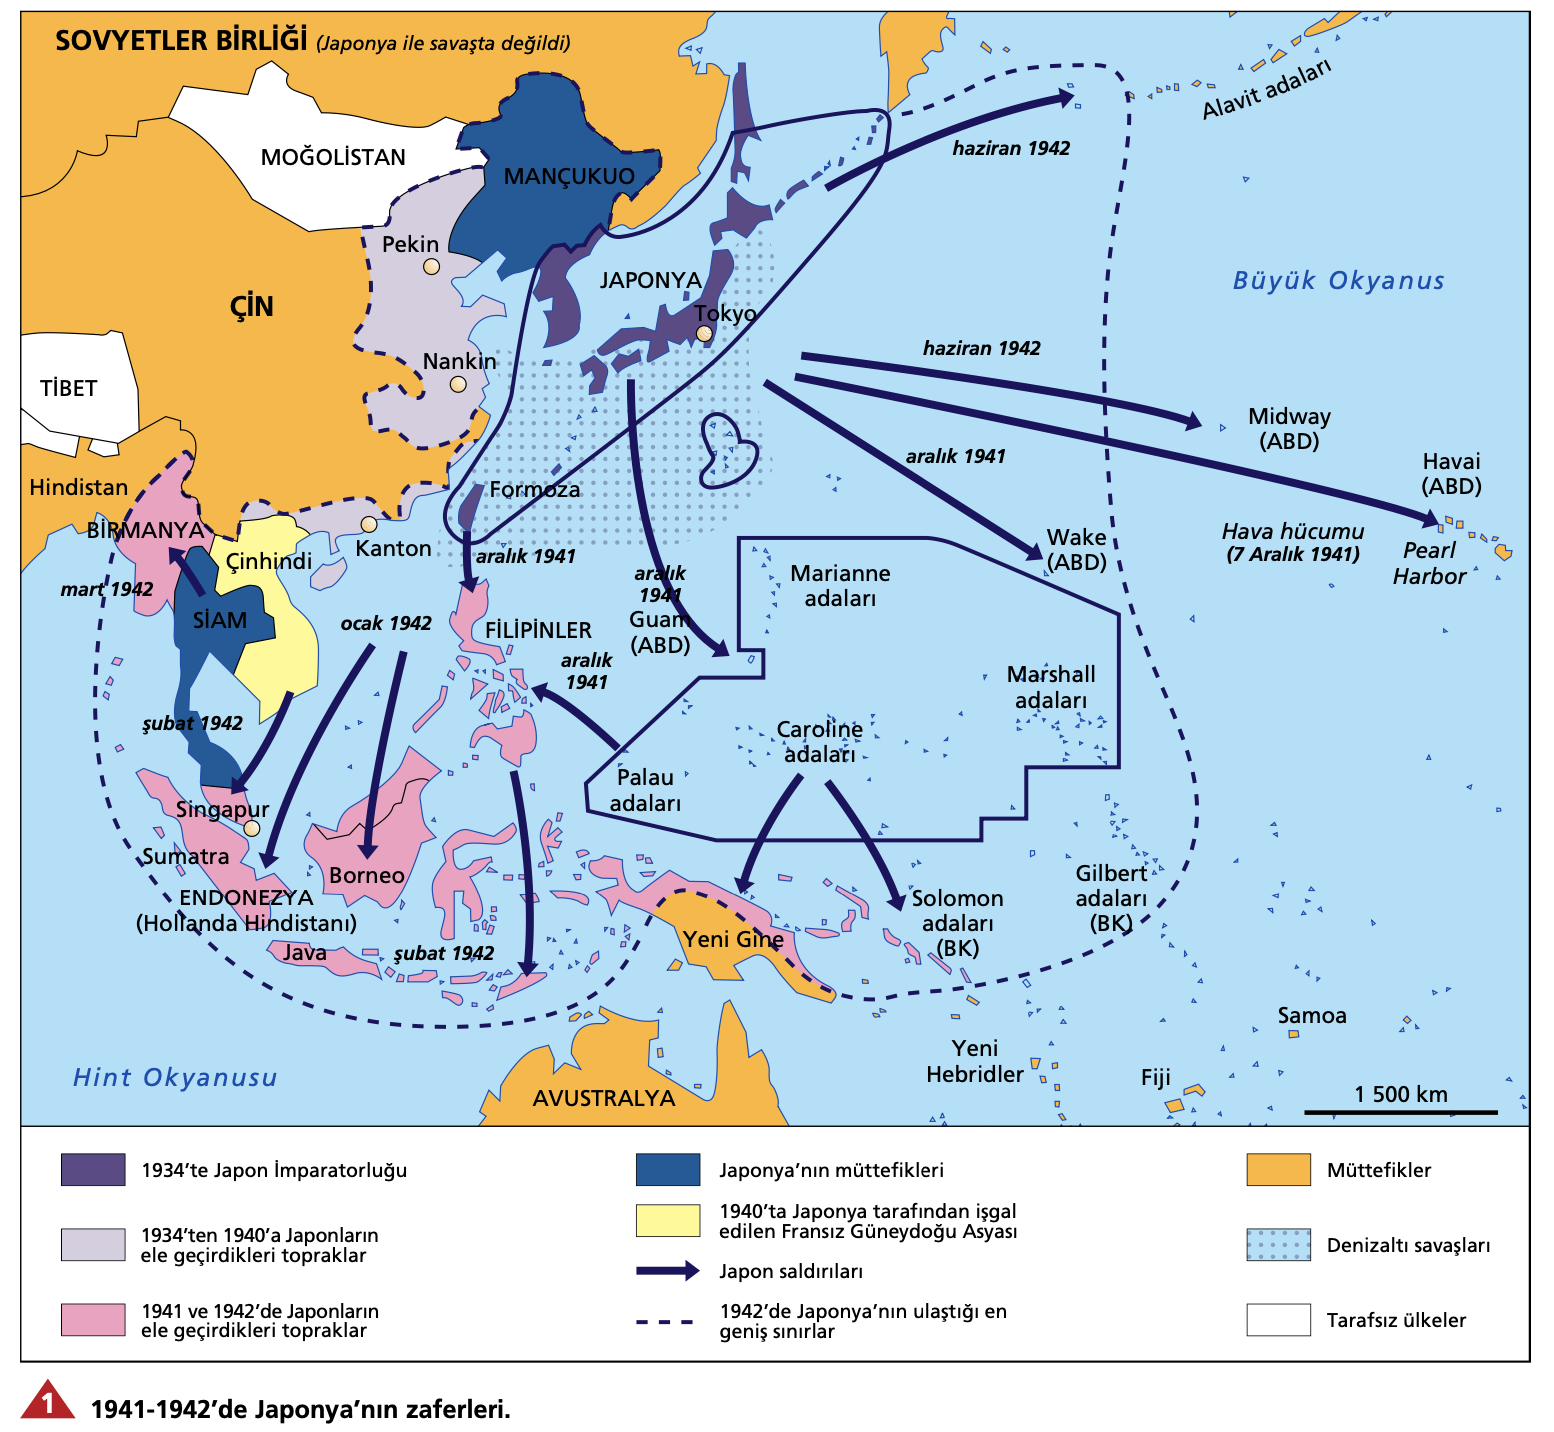 SOVYETLER BİRLİĞİ (Japonya ile savaşta değildi)
Alavit adaları
haziran 1942
MOĞOLİSTAN
MANÇUKUO
Pekin
JAPONYA
Büyük Okyanus
ÇİN
Tokyo
haziran 1942
Nankin
TİBET
Midway
(ABD)
aralık 1941
Havai
(ABD)
Hindistan
Formoza
BİRMANYA
Kanton
Çinhindi
aralık 1941
Wake
(ABD)
Hava hücumu
(7 Aralık 1941)
Pearl
Harbor
mart 1942
aralık
1941
Marianne
adaları
SİAM
ocak 1942
FİLİPİNLER
Guam
(ABD)
aralık
1941
Marshall
adaları
şubat 1942
Caroline
adaları
Palau
adaları
Singapur
Sumatra
Borneo
Gilbert
adaları
(BK)
ENDONEZYA
(Hollanda Hindistanı)
Solomon
adaları
(BK)
Java
şubat 1942
Yeni Gine
Samoa
Yeni
Hebridler
Fiji
Hint Okyanusu
AVUSTRALYA
1 500 km
1934’te Japon İmparatorluğu
1934’ten 1940’a Japonların
ele geçirdikleri topraklar
1941 ve 1942’de Japonların
ele geçirdikleri topraklar
Japonya’nın müttefikleri
1940’ta Japonya tarafından işgal
edilen Fransız Güneydoğu Asyası
Japon saldırıları
1942’de Japonya’nın ulaştığı en
geniş sınırlar
Müttefikler
Denizaltı savaşları
Tarafsız ülkeler
1 1941-1942’de Japonya’nın zaferleri.